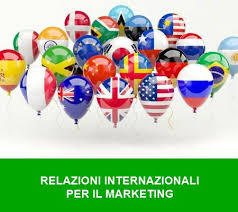 RELAZIONI INTERNAZIONALI
PER IL MARKETING